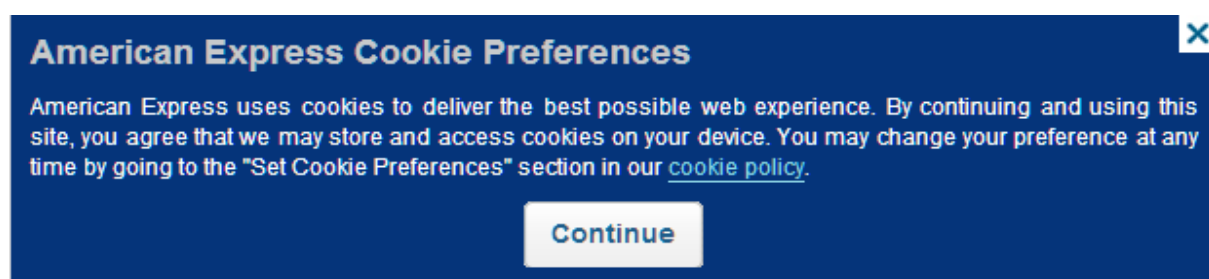 American Express Cookie Preferences
American Express uses cookies to deliver the best possible web experience. By continuing and using this
site, you agree that we may store and access cookies on your device. You may change your preference at any
time by going to the "Set Cookie Preferences" section in our cookie policy.
Continue